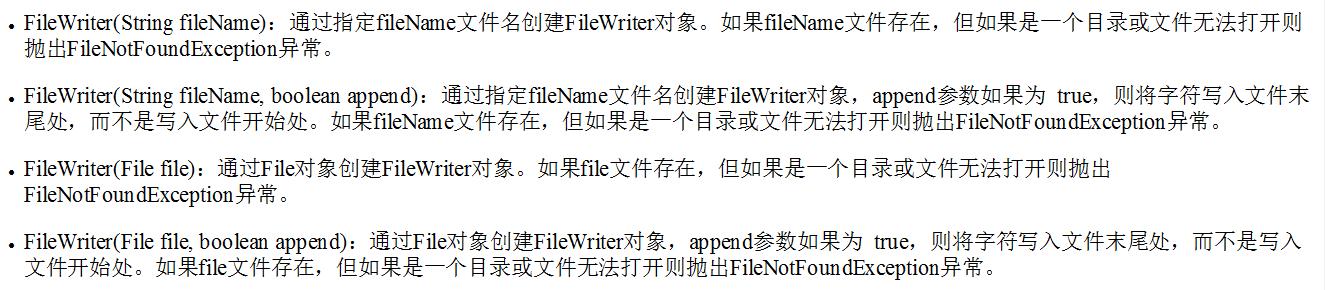 • FileWriter(String fileName)：通过指定fileName文件名创建FileWriter对象。如果fileName文件存在，但如果是一个目录或文件无法打开则
抛出FileNotFoundException异常。
• FileWriter(String fileName, boolean append)：通过指定fileName文件名创建FileWriter对象，append参数如果为 true，则将字符写入文件末
尾处，而不是写入文件开始处。如果fileName文件存在，但如果是一个目录或文件无法打开则抛出FileNotFoundException异常。
• FileWriter(File file)：通过File对象创建FileWriter对象。如果file文件存在，但如果是一个目录或文件无法打开则抛出
FileNotFoundException异常。
• FileWriter(File file, boolean append)：通过File对象创建FileWriter对象，append参数如果为 true，则将字符写入文件末尾处，而不是写入
文件开始处。如果file文件存在，但如果是一个目录或文件无法打开则抛出FileNotFoundException异常。